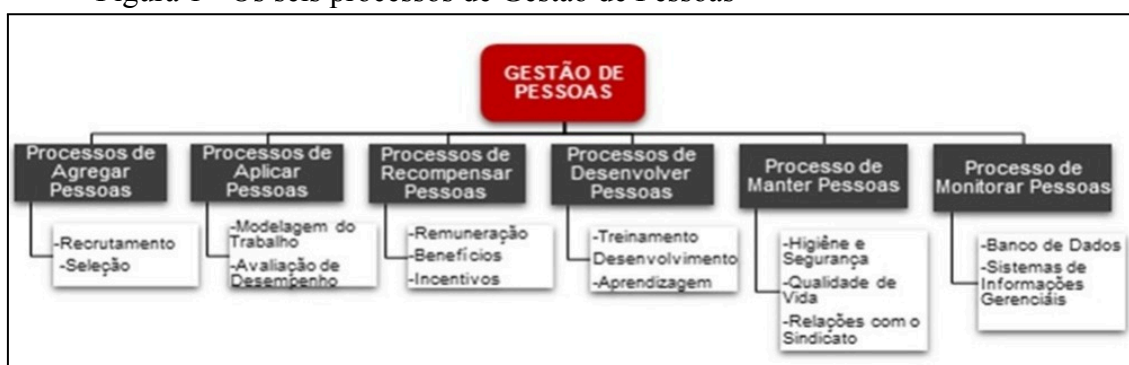 Figura 1 – Os seis processos de Gestão de Pessoas
GESTÃO DE
PESSOAS
Processos de
Agregar
Pessoas
-Recrutamento
-Seleção
Processos de
Aplicar
Pessoas
-Modelagem do
Trabalho
-Avaliação de
Desempenho
Processos de
Recompensar
Pessoas
-Remuneração
-Benefícios
-Incentivos
Processos de
Desenvolver
Pessoas
-Treinamento
Desenvolvimento
-Aprendizagem
Processo de
Manter Pessoas
-Higiêne e
Segurança
-Qualidade de
Vida
-Relações com o
Sindicato
Processo de
Monitorar Pessoas
-Banco de Dados
-Sistemas de
Informações
Gerenciáis